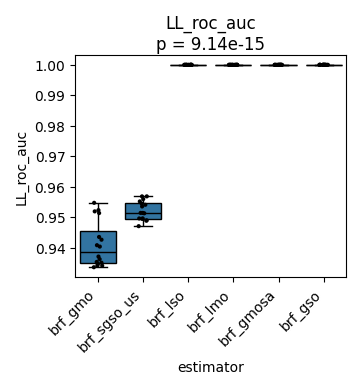 LL_roc_auc
p = 9.14e-15
1.00
0.99
0.98
0.97
0.96
0.95
0.94
LL_roc_auc
brf_gmo
brf_sgso_us
brf_lso
brf_lmo
brf_gmosa
brf_gso
estimator